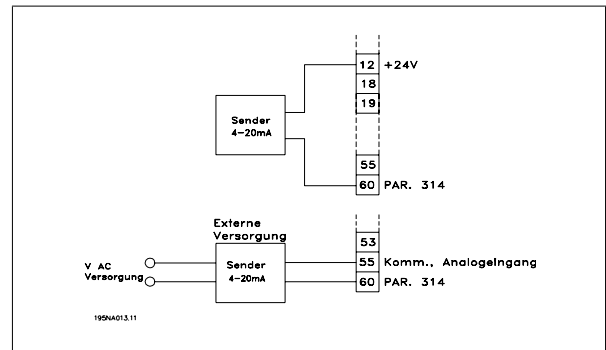 12 +24V
18
19
Sender
4-20mA
55
60 PAR. 314
Externe
Versorgung
53
V AC
Versorgung
Sender
4-20mA
55 Komm., Analogeingang
60 PAR. 314
195NA013.11